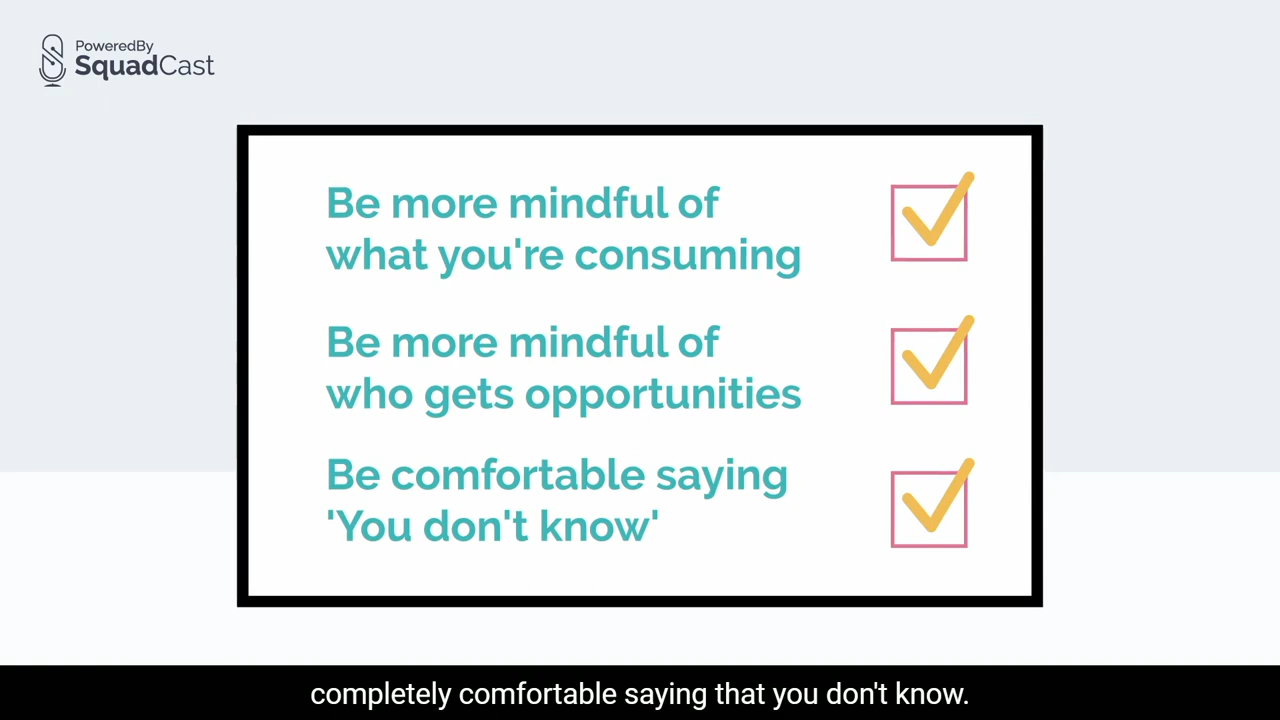 PoweredBy
SquadCast
Be more mindful of
what you're consuming
Be more mindful of
who gets opportunities
Be comfortable saying
'You don't know'
completely comfortable saying that you don't know.